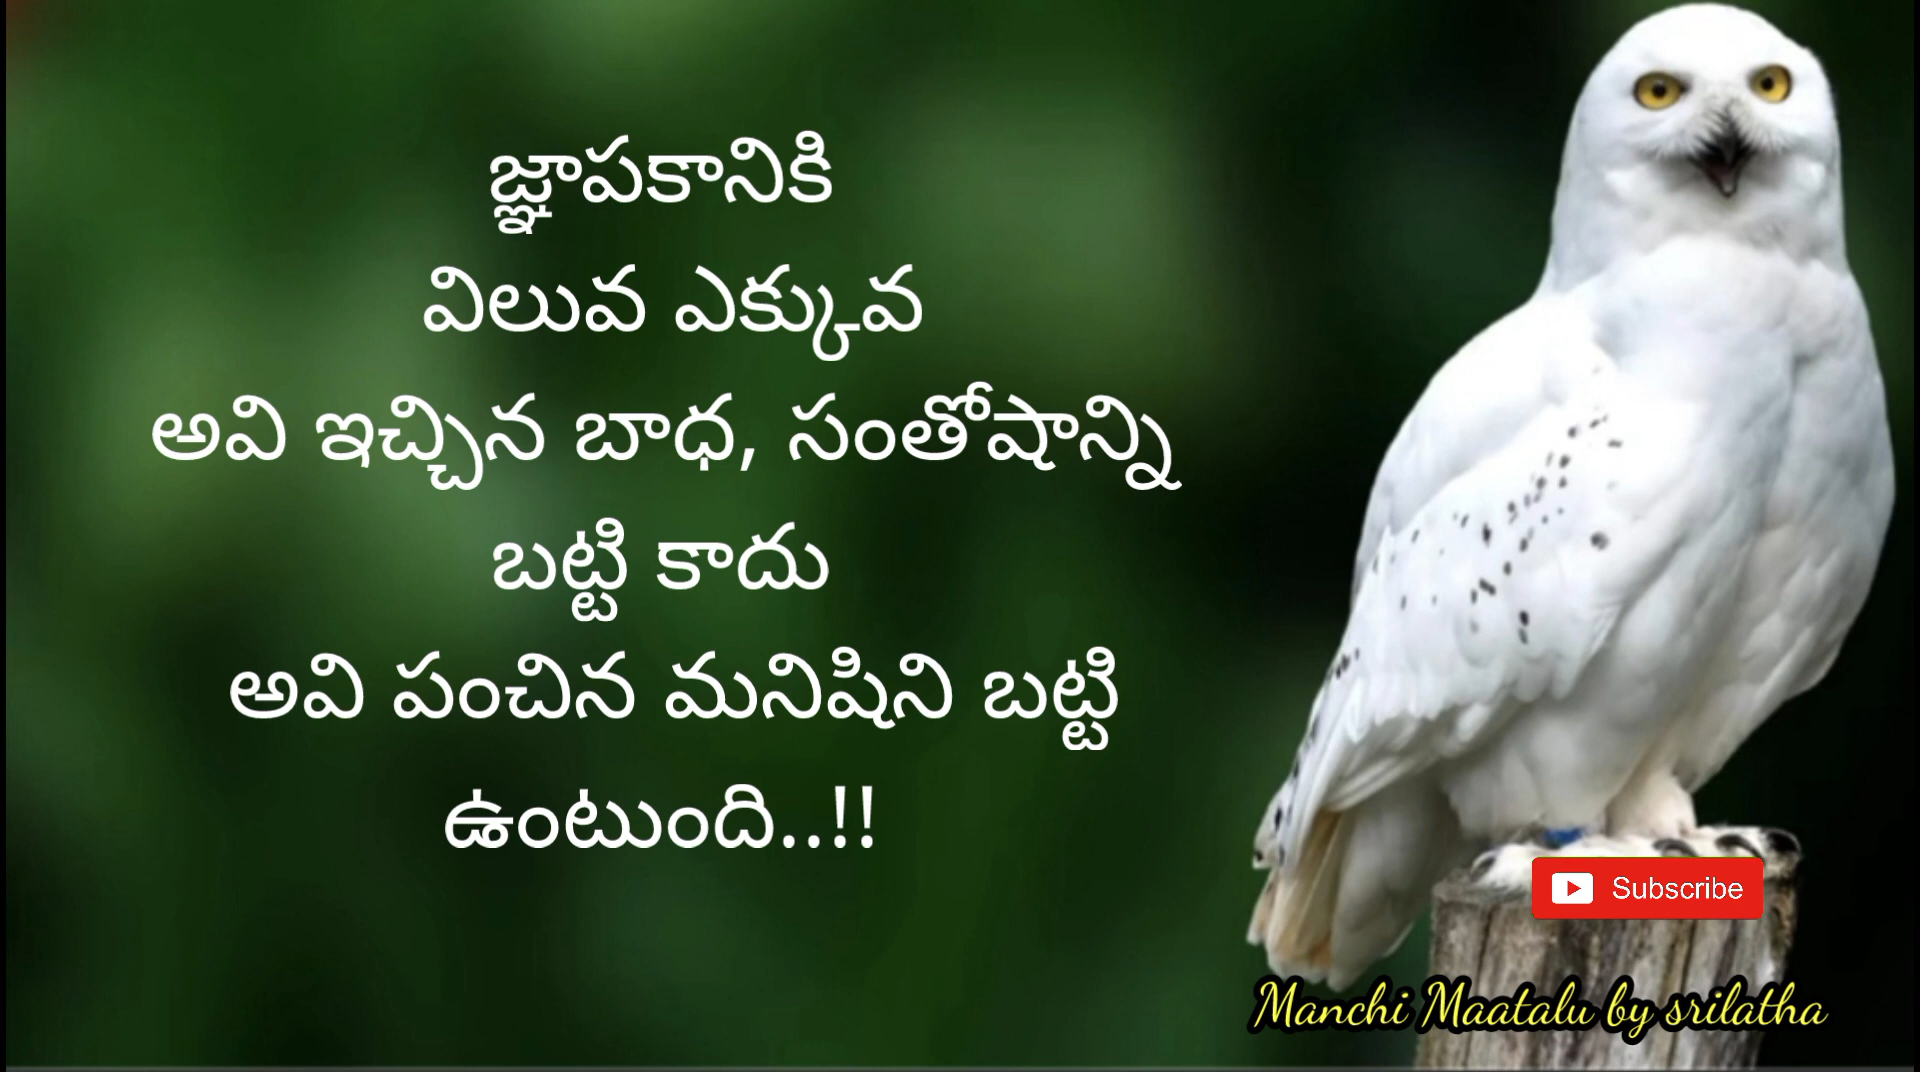 జ్ఞాపకానికి
విలువ ఎక్కువ
అవి ఇచ్చిన బాధ, సంతోషాన్ని
బట్టి కాదు
అవి పంచిన మనిషిని బట్టి
ఉంటుంది..!!
Subscribe
Manchi Maatalu by srilatha